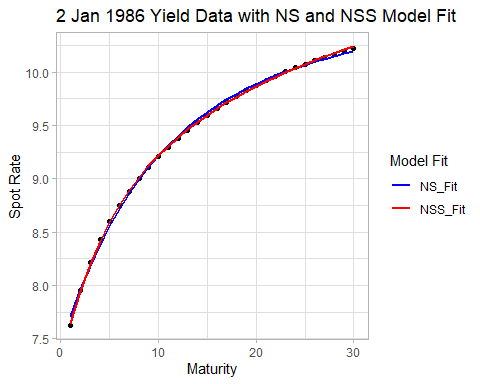 2 Jan 1986 Yield Data with NS and NSS Model Fit
Spot Rate
10.0
9.5
9.0
8.5
8.0
7.5
0 10 20 30
Maturity
Model Fit
NS_Fit
NSS_Fit